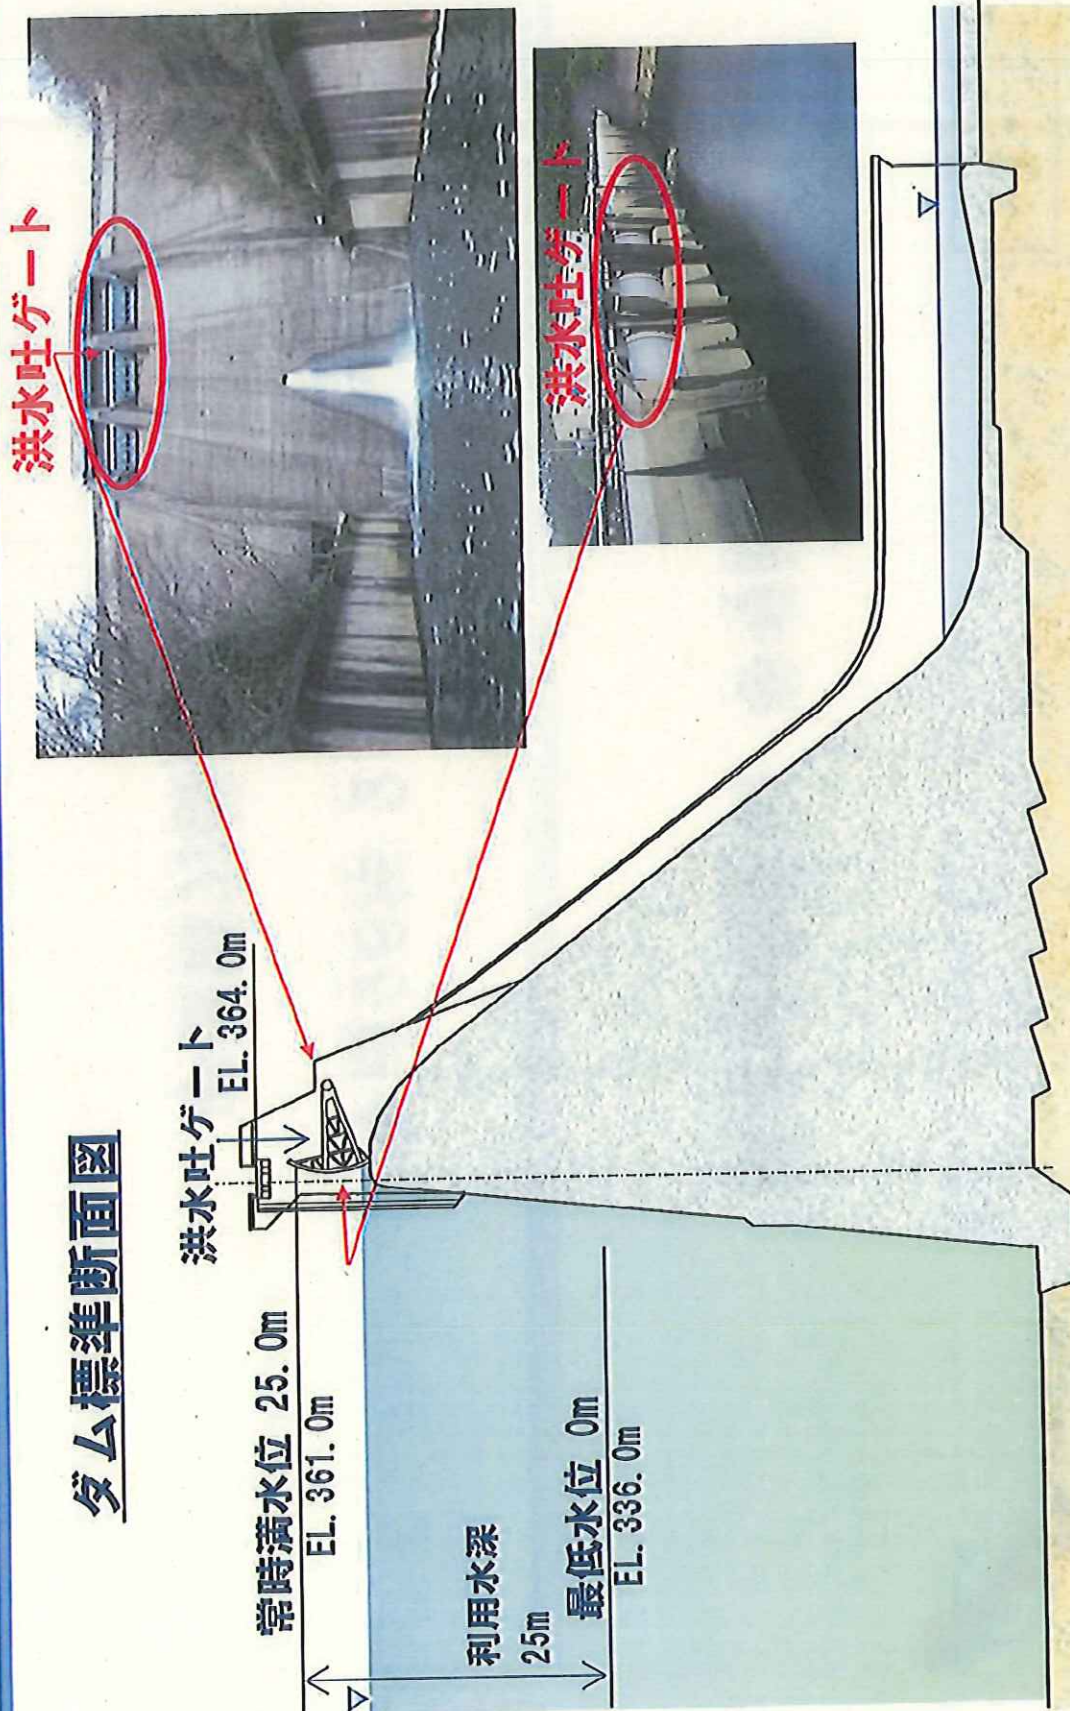 ダム標準断面図
洪水吐ゲート
洪水吐ゲート
洪水吐ゲート
EL. 364. 0m
常時満水位 25. 0m
EL. 361. 0m
利用水深
25m
最低水位 0m
EL. 336. 0m